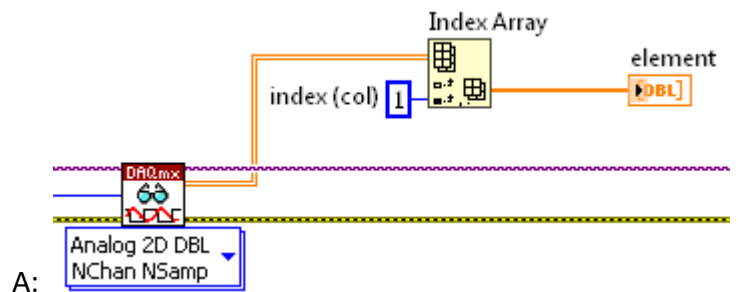 Index Array
element
index (col) 1
DBL]
DAQmx
Analog 2D DBL
NChan NSamp
A: